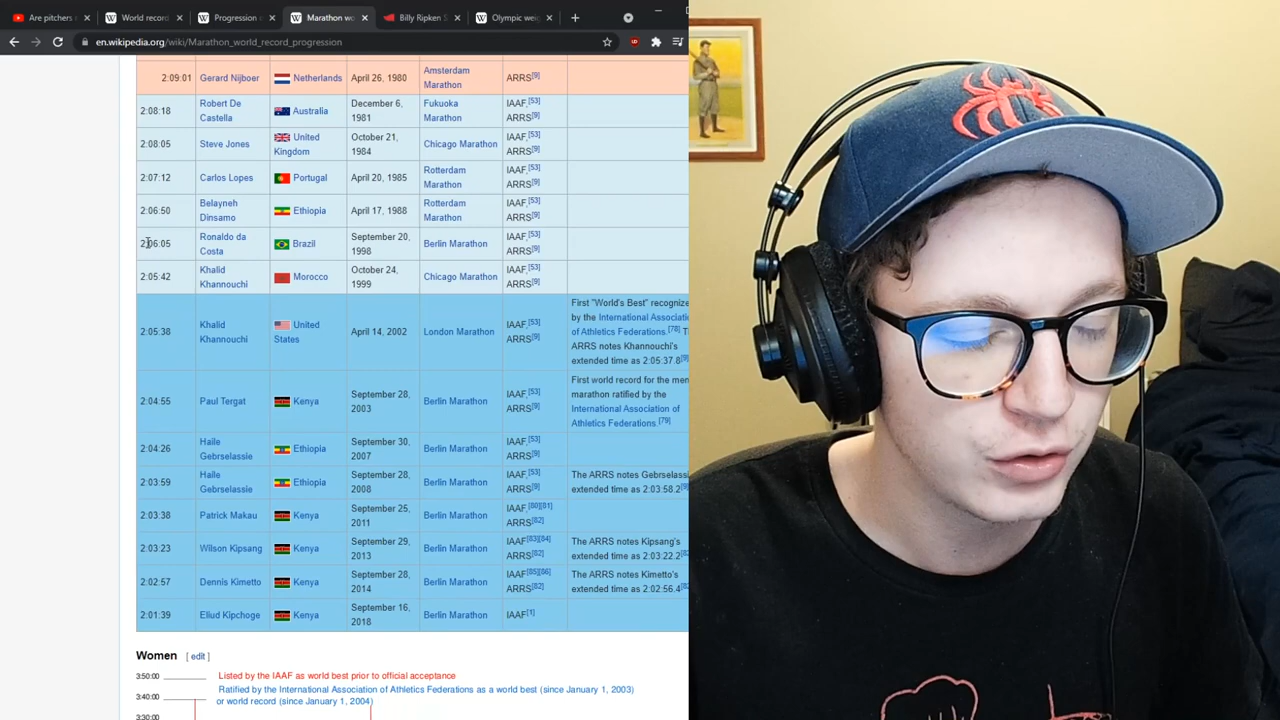 Are pitchers
World recor
Progression o
Marathon wo
Billy Ripken
Olympic weig
en.wikipedia.org/wiki/Marathon_world_record_progression
2:09:01 Gerard Nijboer Netherlands April 26, 1980 Amsterdam Marathon ARRS[9]
2:08:18 Robert De Castella Australia December 6, 1981 Fukuoka Marathon IAAF,[53] ARRS[9]
2:08:05 Steve Jones United Kingdom October 21, 1984 Chicago Marathon IAAF,[53] ARRS[9]
2:07:12 Carlos Lopes Portugal April 20, 1985 Rotterdam Marathon IAAF,[53] ARRS[9]
2:06:50 Belayneh Dinsamo Ethiopia April 17, 1988 Rotterdam Marathon IAAF,[53] ARRS[9]
2:06:05 Ronaldo da Costa Brazil September 20, 1998 Berlin Marathon IAAF,[53] ARRS[9]
2:05:42 Khalid Khannouchi Morocco October 24, 1999 Chicago Marathon IAAF,[53] ARRS[9]
2:05:38 Khalid Khannouchi United States April 14, 2002 London Marathon IAAF,[53] ARRS[9] First "World's Best" recognize by the International Associati of Athletics Federations.[78] T ARRS notes Khannouchi's extended time as 2:05:37.8[9
2:04:55 Paul Tergat Kenya September 28, 2003 Berlin Marathon IAAF,[53] ARRS[9] First world record for the men marathon ratified by the International Association of Athletics Federations.[79]
2:04:26 Haile Gebrselassie Ethiopia September 30, 2007 Berlin Marathon IAAF,[53] ARRS[9]
2:03:59 Haile Gebrselassie Ethiopia September 28, 2008 Berlin Marathon IAAF,[53] ARRS[9] The ARRS notes Gebrselassi extended time as 2:03:58.2[9
2:03:38 Patrick Makau Kenya September 25, 2011 Berlin Marathon IAAF[80][81] ARRS[82]
2:03:23 Wilson Kipsang Kenya September 29, 2013 Berlin Marathon IAAF[83][84] ARRS[82] The ARRS notes Kipsang's extended time as 2:03:22.2[8
2:02:57 Dennis Kimetto Kenya September 28, 2014 Berlin Marathon IAAF[85][86] ARRS[82] The ARRS notes Kimetto's extended time as 2:02:56.4[8
2:01:39 Eliud Kipchoge Kenya September 16, 2018 Berlin Marathon IAAF[1]
Women [ edit ]
3:50:00 Listed by the IAAF as world best prior to official acceptance
3:40:00 Ratified by the International Association of Athletics Federations as a world best (since January 1, 2003)
or world record (since January 1, 2004)
3:30:00